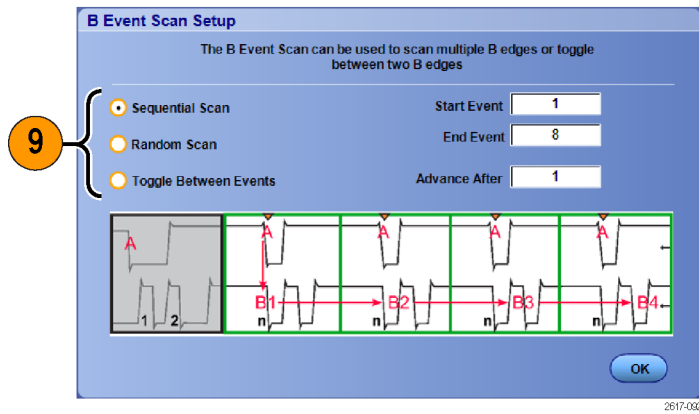 B Event Scan Setup
The B Event Scan can be used to scan multiple B edges or toggle
between two B edges
9
Sequential Scan
Start Event 1
End Event 8
Random Scan
Toggle Between Events
Advance After 1
A A A A A
B1 B2 B3 B4
1 2 n n n n
OK